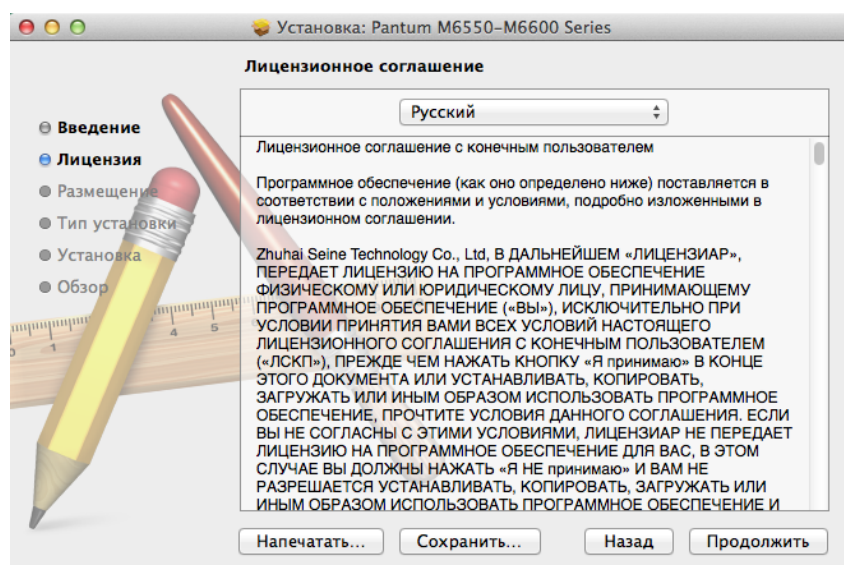 Установка: Pantum M6550-M6600 Series
Лицензионное соглашение
Введение
Лицензия
Размещение
Тип установки
Установка
Обзор
Русский
Лицензионное соглашение с конечным пользователем
Программное обеспечение (как оно определено ниже) поставляется в
соответствии с положениями и условиями, подробно изложенными в
лицензионном соглашении.
Zhuhai Seine Technology Co., Ltd, В ДАЛЬНЕЙШЕМ «ЛИЦЕНЗИАР»,
ПЕРЕДАЕТ ЛИЦЕНЗИЮ НА ПРОГРАММНОЕ ОБЕСПЕЧЕНИЕ
ФИЗИЧЕСКОМУ ИЛИ ЮРИДИЧЕСКОМУ ЛИЦУ, ПРИНИМАЮЩЕМУ
ПРОГРАММНОЕ ОБЕСПЕЧЕНИЕ («ВЫ»), ИСКЛЮЧИТЕЛЬНО ПРИ
УСЛОВИИ ПРИНЯТИЯ ВАМИ ВСЕХ УСЛОВИЙ НАСТОЯЩЕГО
ЛИЦЕНЗИОННОГО СОГЛАШЕНИЯ С КОНЕЧНЫМ ПОЛЬЗОВАТЕЛЕМ
(«ЛСКП»), ПРЕЖДЕ ЧЕМ НАЖАТЬ КНОПКУ «Я принимаю» В КОНЦЕ
ЭТОГО ДОКУМЕНТА ИЛИ УСТАНАВЛИВАТЬ, КОПИРОВАТЬ,
ЗАГРУЖАТЬ ИЛИ ИНЫМ ОБРАЗОМ ИСПОЛЬЗОВАТЬ ПРОГРАММНОЕ
ОБЕСПЕЧЕНИЕ, ПРОЧТИТЕ УСЛОВИЯ ДАННОГО СОГЛАШЕНИЯ. ЕСЛИ
ВЫ НЕ СОГЛАСНЫ С ЭТИМИ УСЛОВИЯМИ, ЛИЦЕНЗИАР НЕ ПЕРЕДАЕТ
ЛИЦЕНЗИЮ НА ПРОГРАММНОЕ ОБЕСПЕЧЕНИЕ ДЛЯ ВАС, В ЭТОМ
СЛУЧАЕ ВЫ ДОЛЖНЫ НАЖАТЬ «Я НЕ принимаю» И ВАМ НЕ
РАЗРЕШАЕТСЯ УСТАНАВЛИВАТЬ, КОПИРОВАТЬ, ЗАГРУЖАТЬ ИЛИ
ИНЫМ ОБРАЗОМ ИСПОЛЬЗОВАТЬ ПРОГРАММНОЕ ОБЕСПЕЧЕНИЕ И
1 4 5
Напечатать... Сохранить... Назад Продолжить